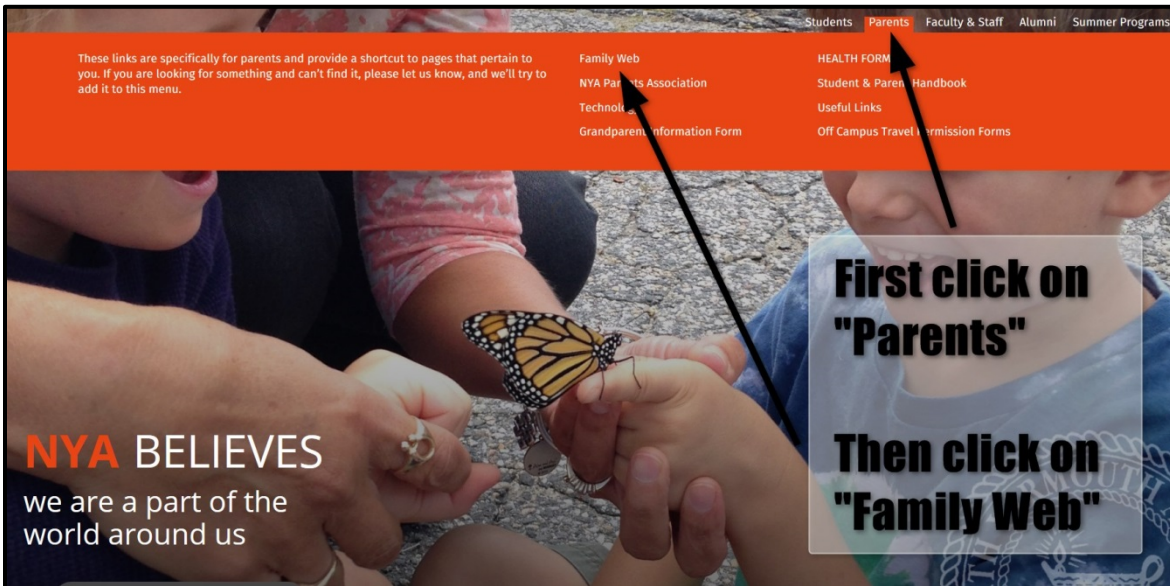 Students Parents Faculty & Staff Alumni Summer Programs
These links are specifically for parents and provide a shortcut to pages that pertain to
you. If you are looking for something and can't find it, please let us know, and we'll try to
add it to this menu.
Family Web
NYA Parents Association
Technology
Grandparent Information Form
HEALTH FORM
Student & Parent Handbook
Useful Links
Off Campus Travel Permission Forms
First click on
"Parents"
Then click on
"Family Web"
NYA BELIEVES
we are a part of the
world around us